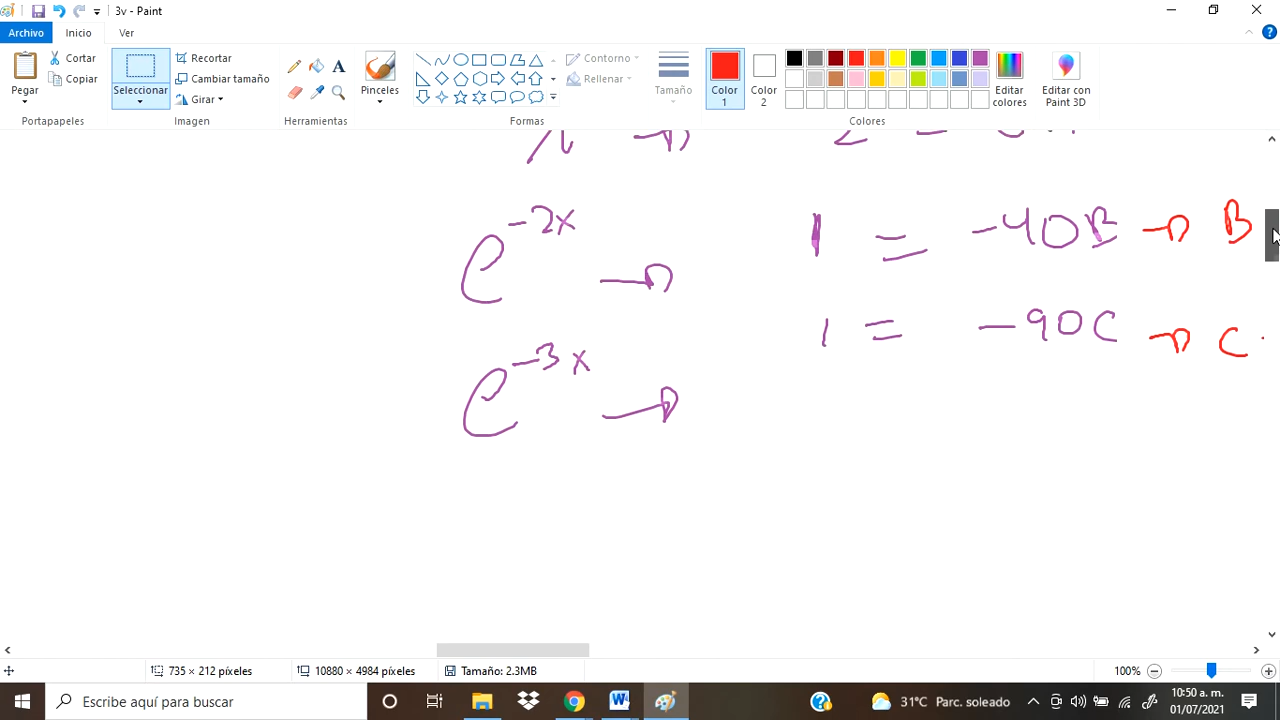 3v - Paint
Archivo Inicio Ver
Pegar
Cortar
Copiar
Portapapeles
Seleccionar
Recortar
Cambiar tamaño
Girar
Imagen
Herramientas
Pinceles
Formas
Contorno
Rellenar
Tamaño
Color 1
Color 2
Colores
Editar colores
Editar con Paint 3D
e^-2x → 1 = -40B → B
e^-3x → 1 = -90C → C
735 × 212 píxeles 10880 × 4984 píxeles Tamaño: 2.3MB 100%
Escribe aquí para buscar
31°C Parc. soleado
10:50 a. m.
01/07/2021